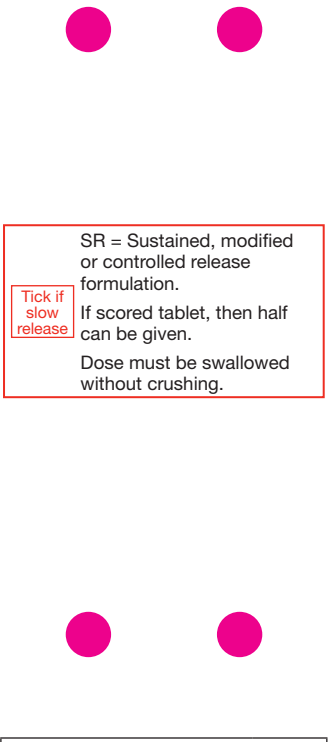 SR = Sustained, modified
or controlled release
formulation.
Tick if
slow
release
If scored tablet, then half
can be given.
Dose must be swallowed
without crushing.